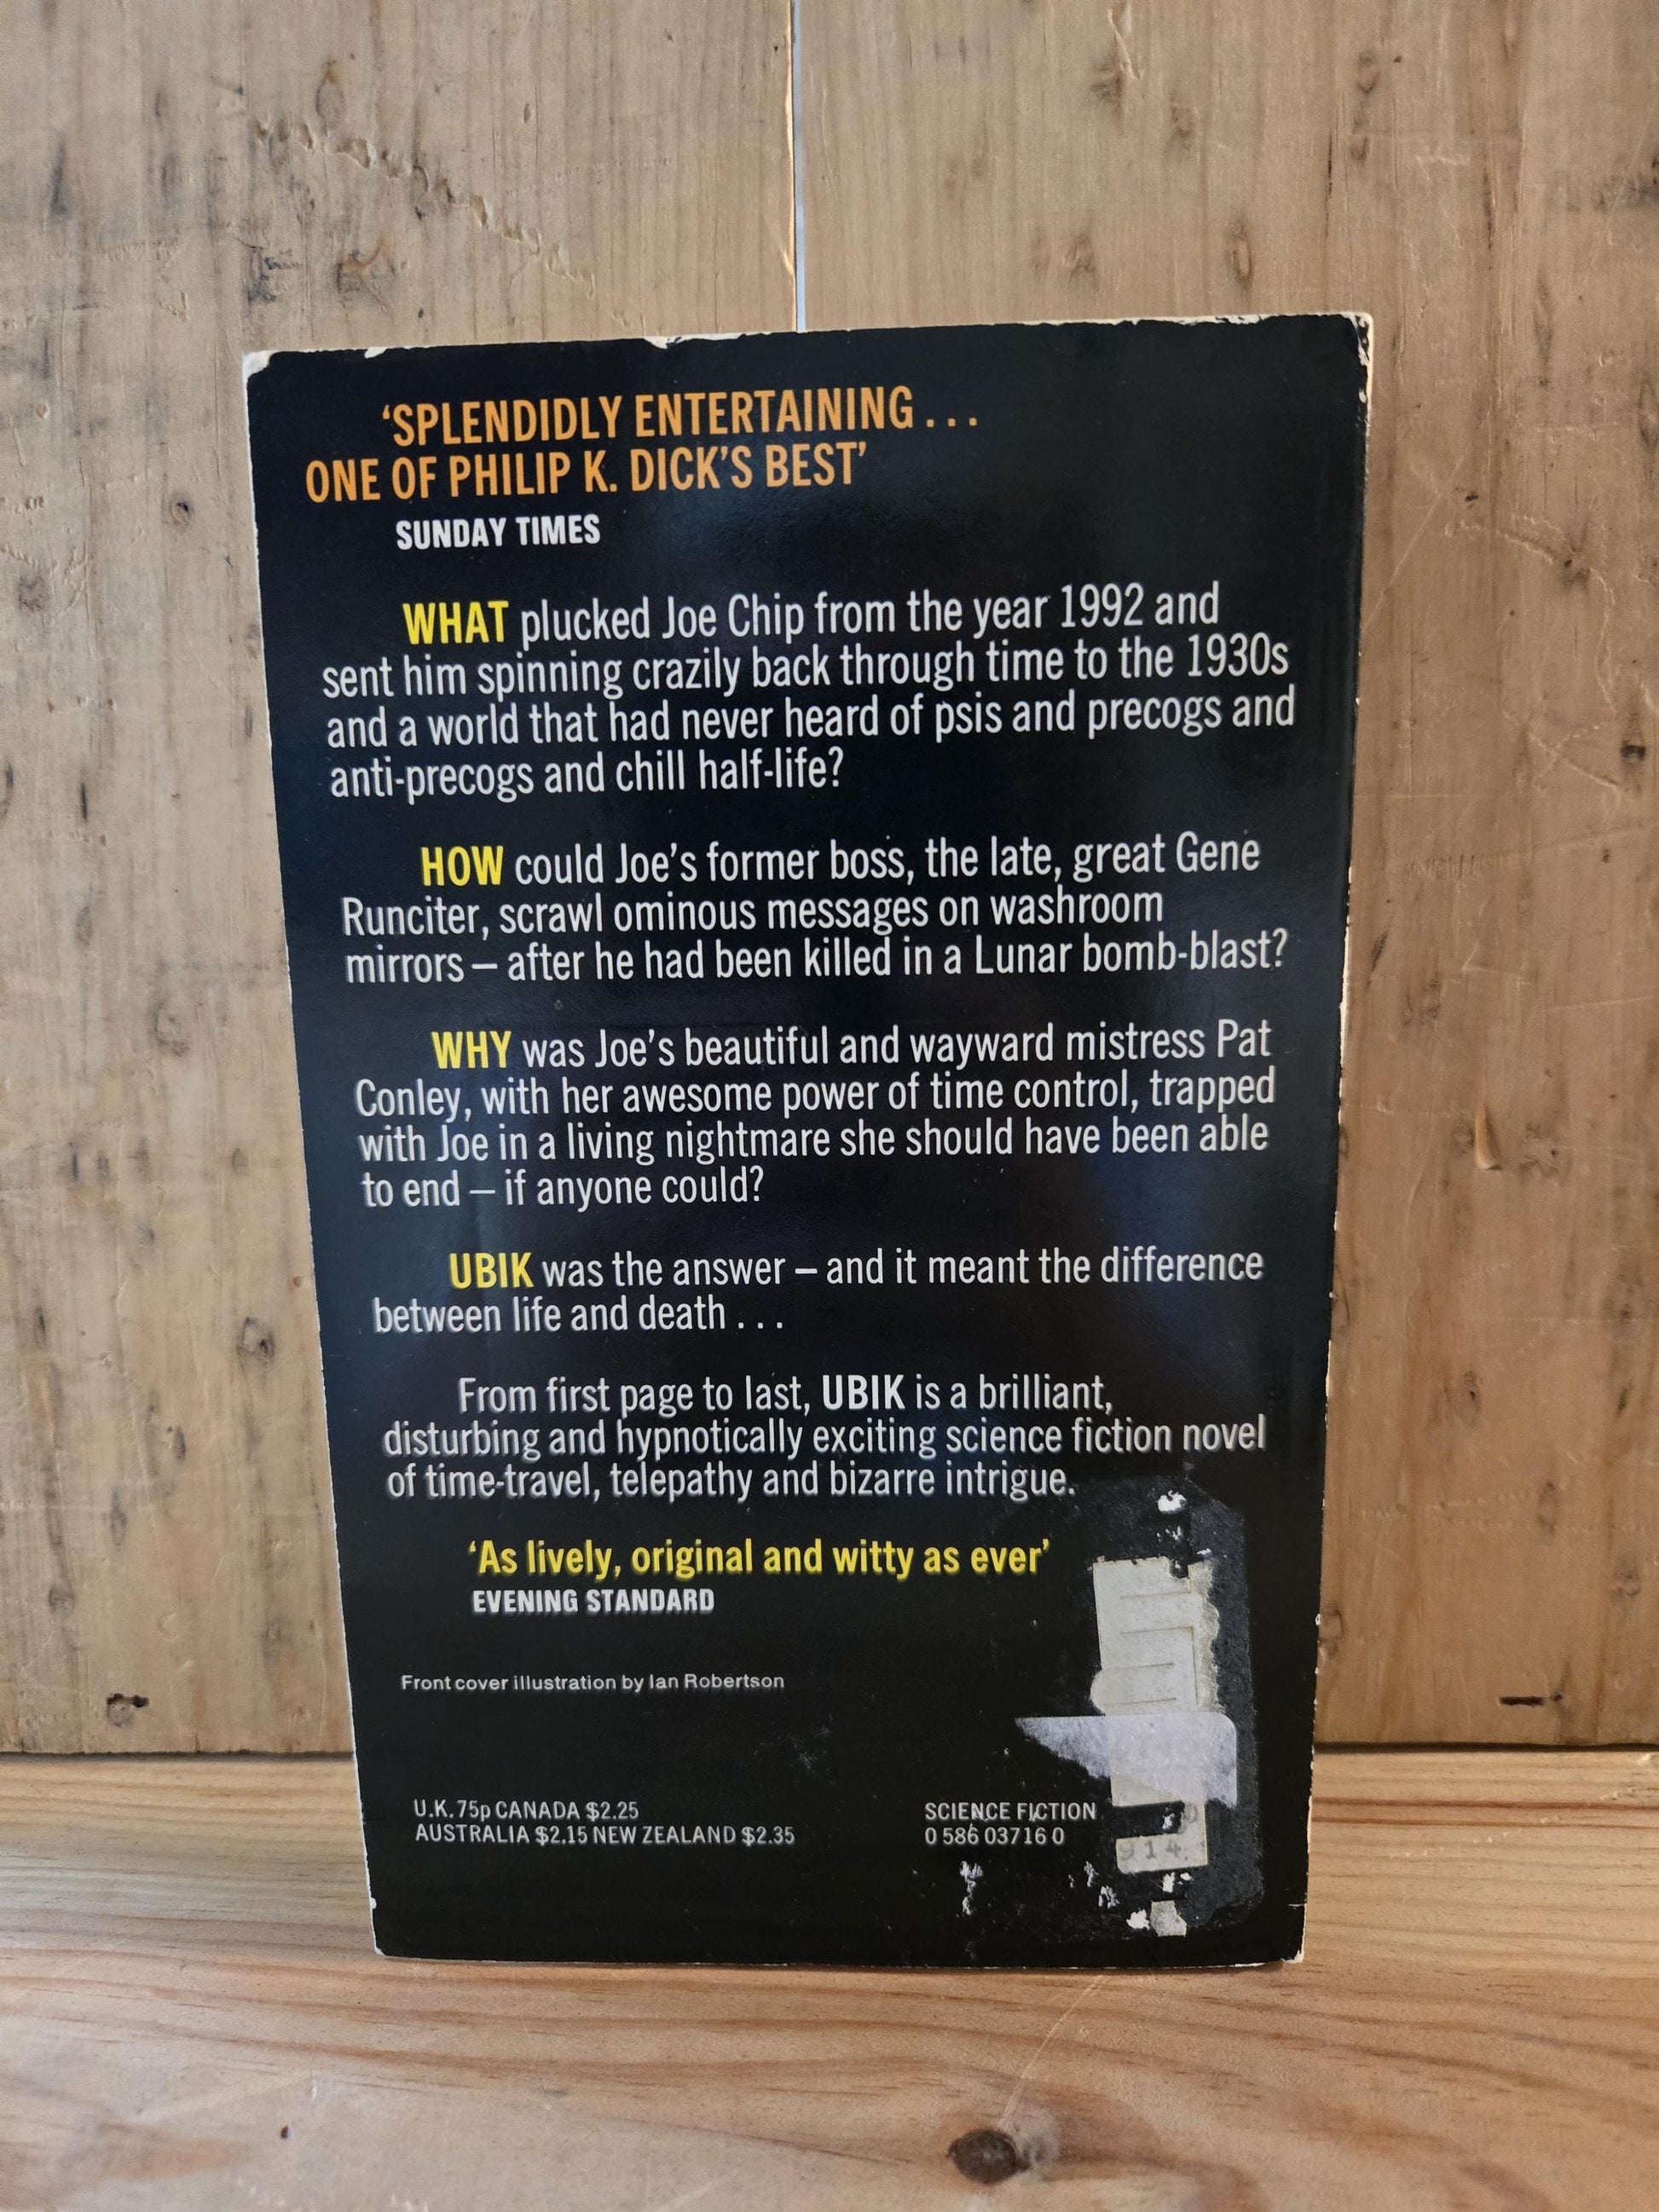 ‘SPLENDIDLY ENTERTAINING . . .
ONE OF PHILIP K. DICK’S BEST’
SUNDAY TIMES
WHAT plucked Joe Chip from the year 1992 and
sent him spinning crazily back through time to the 1930s
and a world that had never heard of psis and precogs and
anti-precogs and chill half-life?
HOW could Joe’s former boss, the late, great Gene
Runciter, scrawl ominous messages on washroom
mirrors – after he had been killed in a Lunar bomb-blast?
WHY was Joe’s beautiful and wayward mistress Pat
Conley, with her awesome power of time control, trapped
with Joe in a living nightmare she should have been able
to end – if anyone could?
UBIK was the answer – and it meant the difference
between life and death . . .
From first page to last, UBIK is a brilliant,
disturbing and hypnotically exciting science fiction novel
of time-travel, telepathy and bizarre intrigue.
‘As lively, original and witty as ever’
EVENING STANDARD
Front cover illustration by Ian Robertson
U.K. 75p CANADA $2.25
AUSTRALIA $2.15 NEW ZEALAND $2.35
SCIENCE FICTION
0 586 03716 0